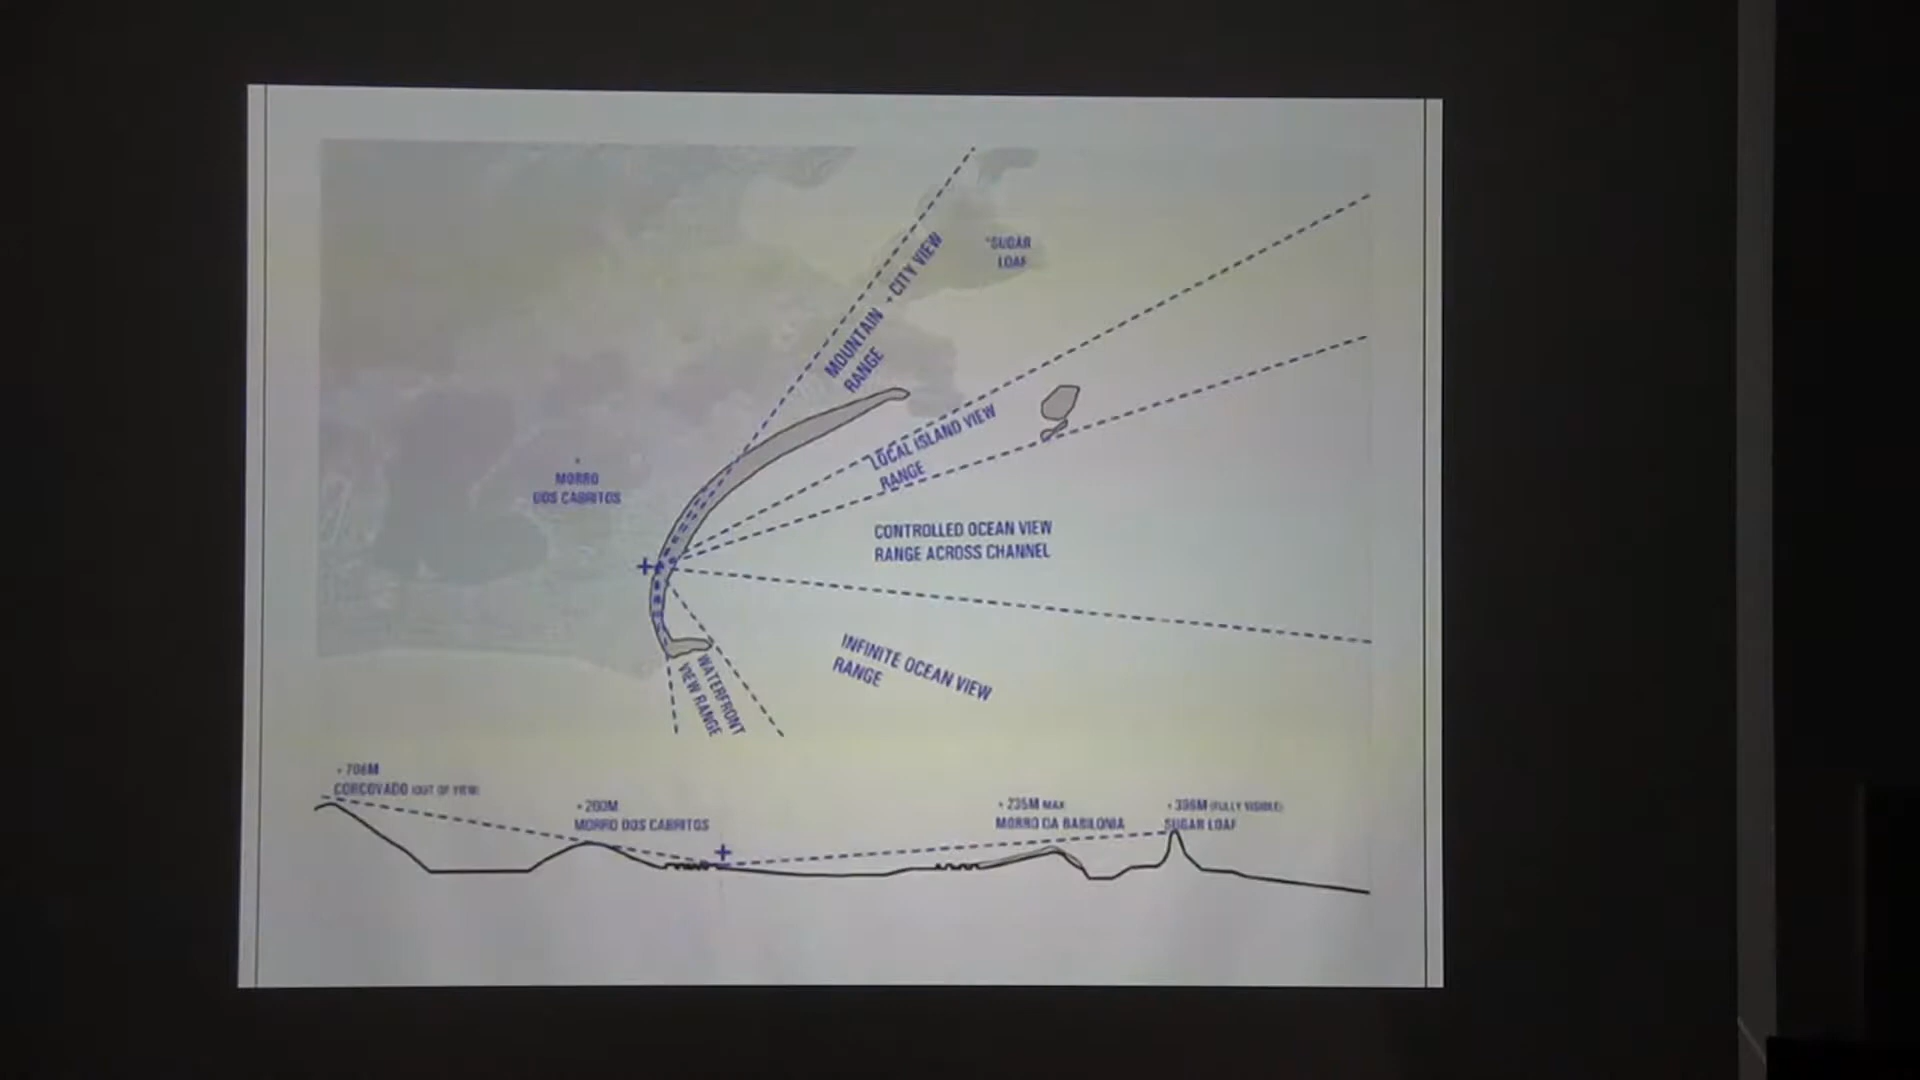 *SUGAR
LOAF
MOUNTAIN + CITY VIEW
RANGE
LOCAL ISLAND VIEW
RANGE
MORRO
DOS CABRITOS
CONTROLLED OCEAN VIEW
RANGE ACROSS CHANNEL
INFINITE OCEAN VIEW
RANGE
WATERFRONT
VIEW RANGE
+ 706M
CORCOVADO (OUT OF VIEW)
+ 200M
MORRO DOS CABRITOS
+ 235M MAX
MORRO DA BABILONIA
+ 396M (FULLY VISIBLE)
SUGAR LOAF